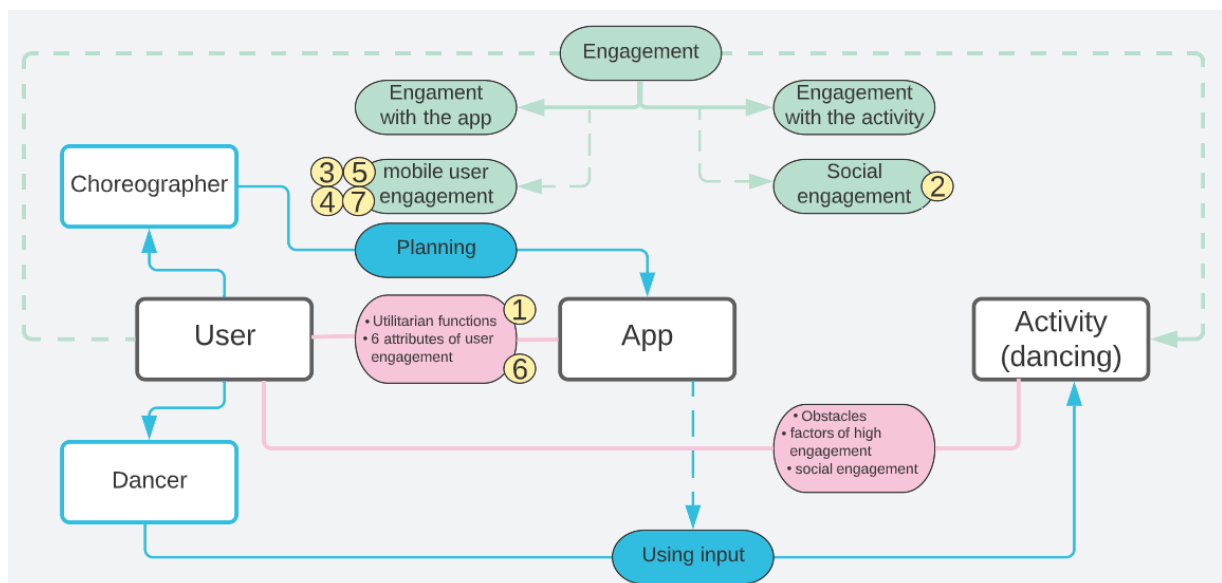 Engagement
Engament
with the app
Engagement
with the activity
3 5
4 7
mobile user
engagement
Social
engagement
2
Choreographer
Planning
User
• Utilitarian functions
• 6 attributes of user
engagement
1
6
App
Activity
(dancing)
• Obstacles
• factors of high
engagement
• social engagement
Dancer
Using input